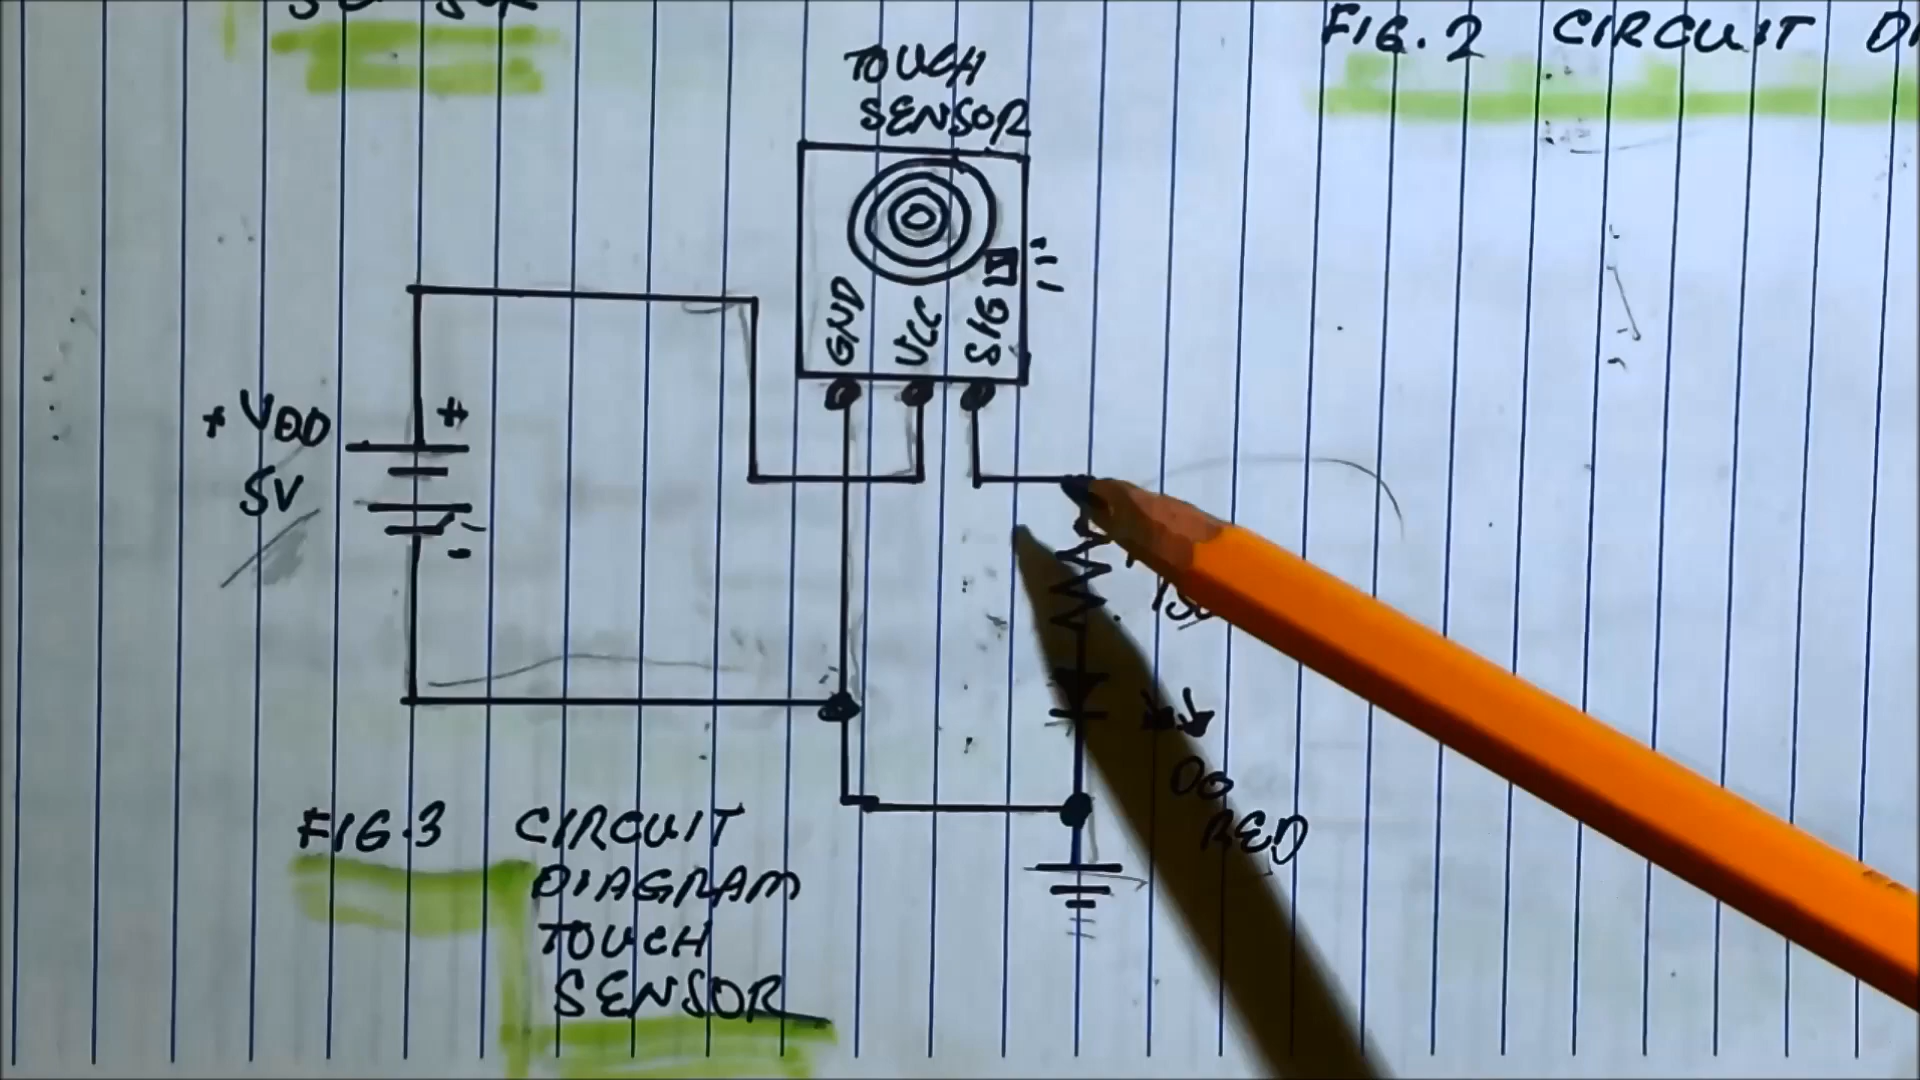 FIG. 2 CIRCUIT
TOUCH
SENSOR
GND
VCC
SIG
+ VDD
5V
+
-
RED
FIG. 3 CIRCUIT
DIAGRAM
TOUCH
SENSOR